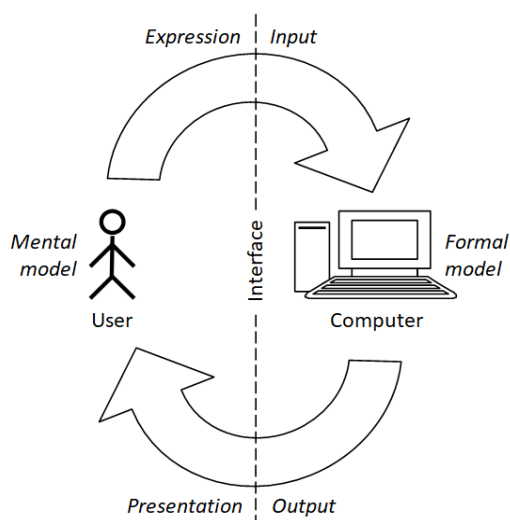 Expression Input
Mental
model
Interface
Formal
model
User
Computer
Presentation Output